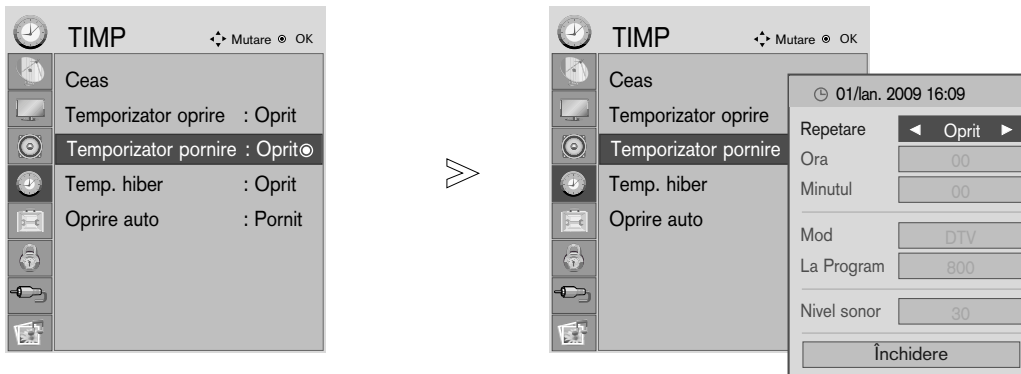 TIMP
Mutare OK
Ceas
Temporizator oprire : Oprit
Temporizator pornire : Oprit
Temp. hiber : Oprit
Oprire auto : Pornit
TIMP
Mutare OK
Ceas
Temporizator oprire
Temporizator pornire
Temp. hiber
Oprire auto
01/Ian. 2009 16:09
Repetare ◄ Oprit ►
Ora 00
Minutul 00
Mod DTV
La Program 800
Nivel sonor 30
Închidere